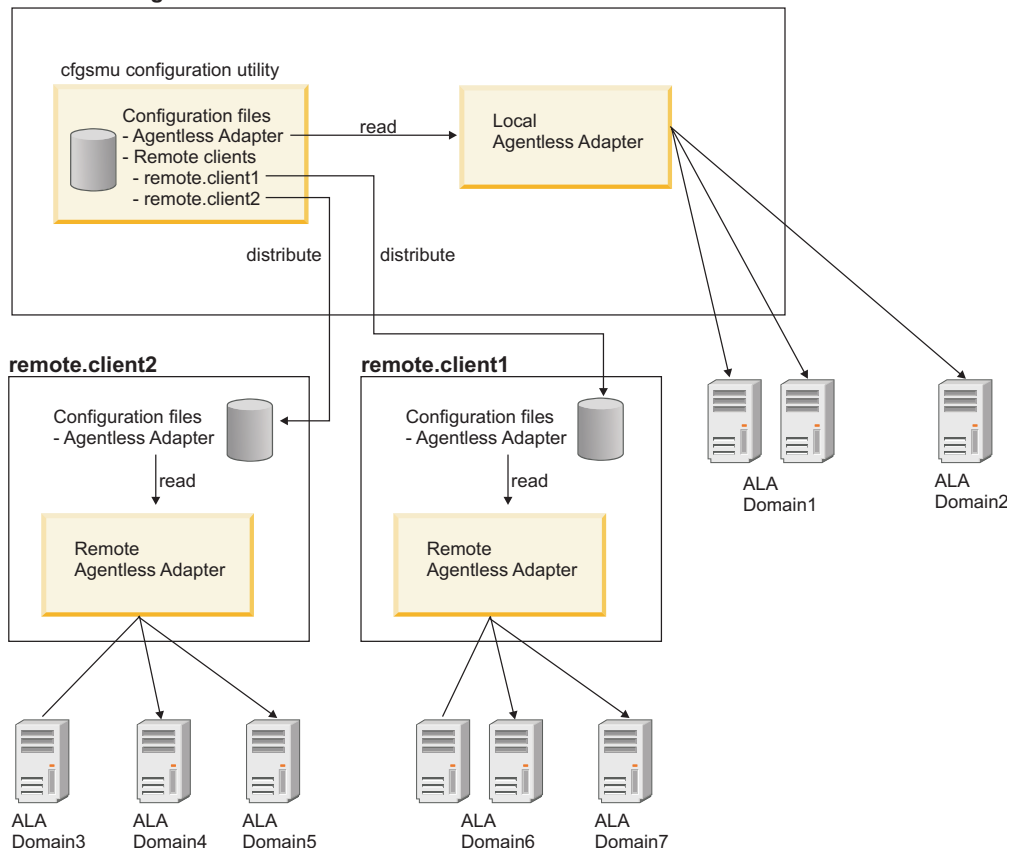 cfgsmu configuration utility
Configuration files
- Agentless Adapter
- Remote clients
- remote.client1
- remote.client2
read
Local
Agentless Adapter
distribute
distribute
remote.client2
Configuration files
- Agentless Adapter
read
Remote
Agentless Adapter
remote.client1
Configuration files
- Agentless Adapter
read
Remote
Agentless Adapter
ALA
Domain1
ALA
Domain2
ALA
Domain3
ALA
Domain4
ALA
Domain5
ALA
Domain6
ALA
Domain7